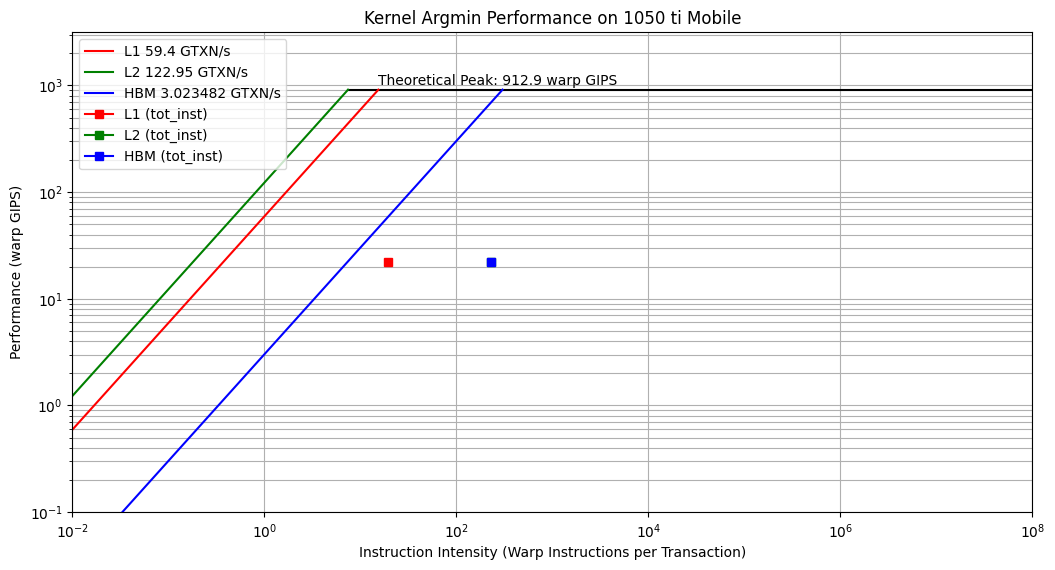 Kernel Argmin Performance on 1050 ti Mobile
L1 59.4 GTXN/s
L2 122.95 GTXN/s
HBM 3.023482 GTXN/s
L1 (tot_inst)
L2 (tot_inst)
HBM (tot_inst)
Theoretical Peak: 912.9 warp GIPS
Performance (warp GIPS)
10³
10²
10¹
10⁰
10⁻¹
10⁻² 10⁰ 10² 10⁴ 10⁶ 10⁸
Instruction Intensity (Warp Instructions per Transaction)